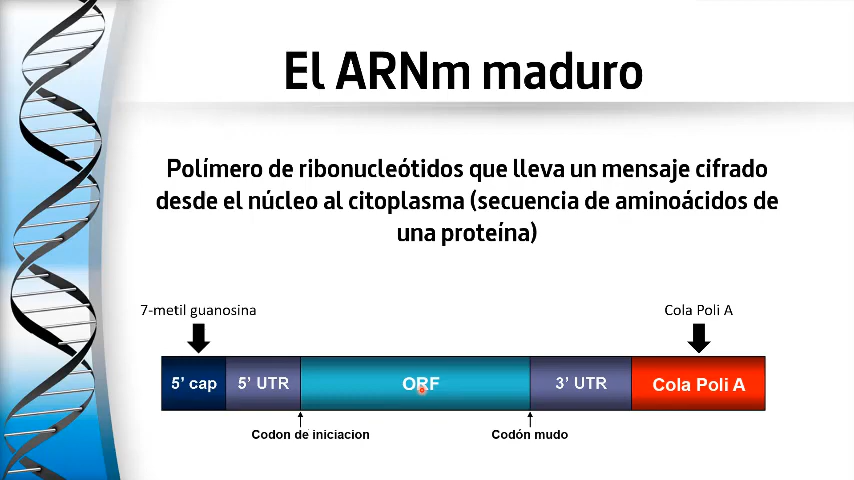 El ARNm maduro
Polímero de ribonucleótidos que lleva un mensaje cifrado
desde el núcleo al citoplasma (secuencia de aminoácidos de
una proteína)
7-metil guanosina
Cola Poli A
5’ cap
5’ UTR
ORF
3’ UTR
Cola Poli A
Codon de iniciacion
Codón mudo